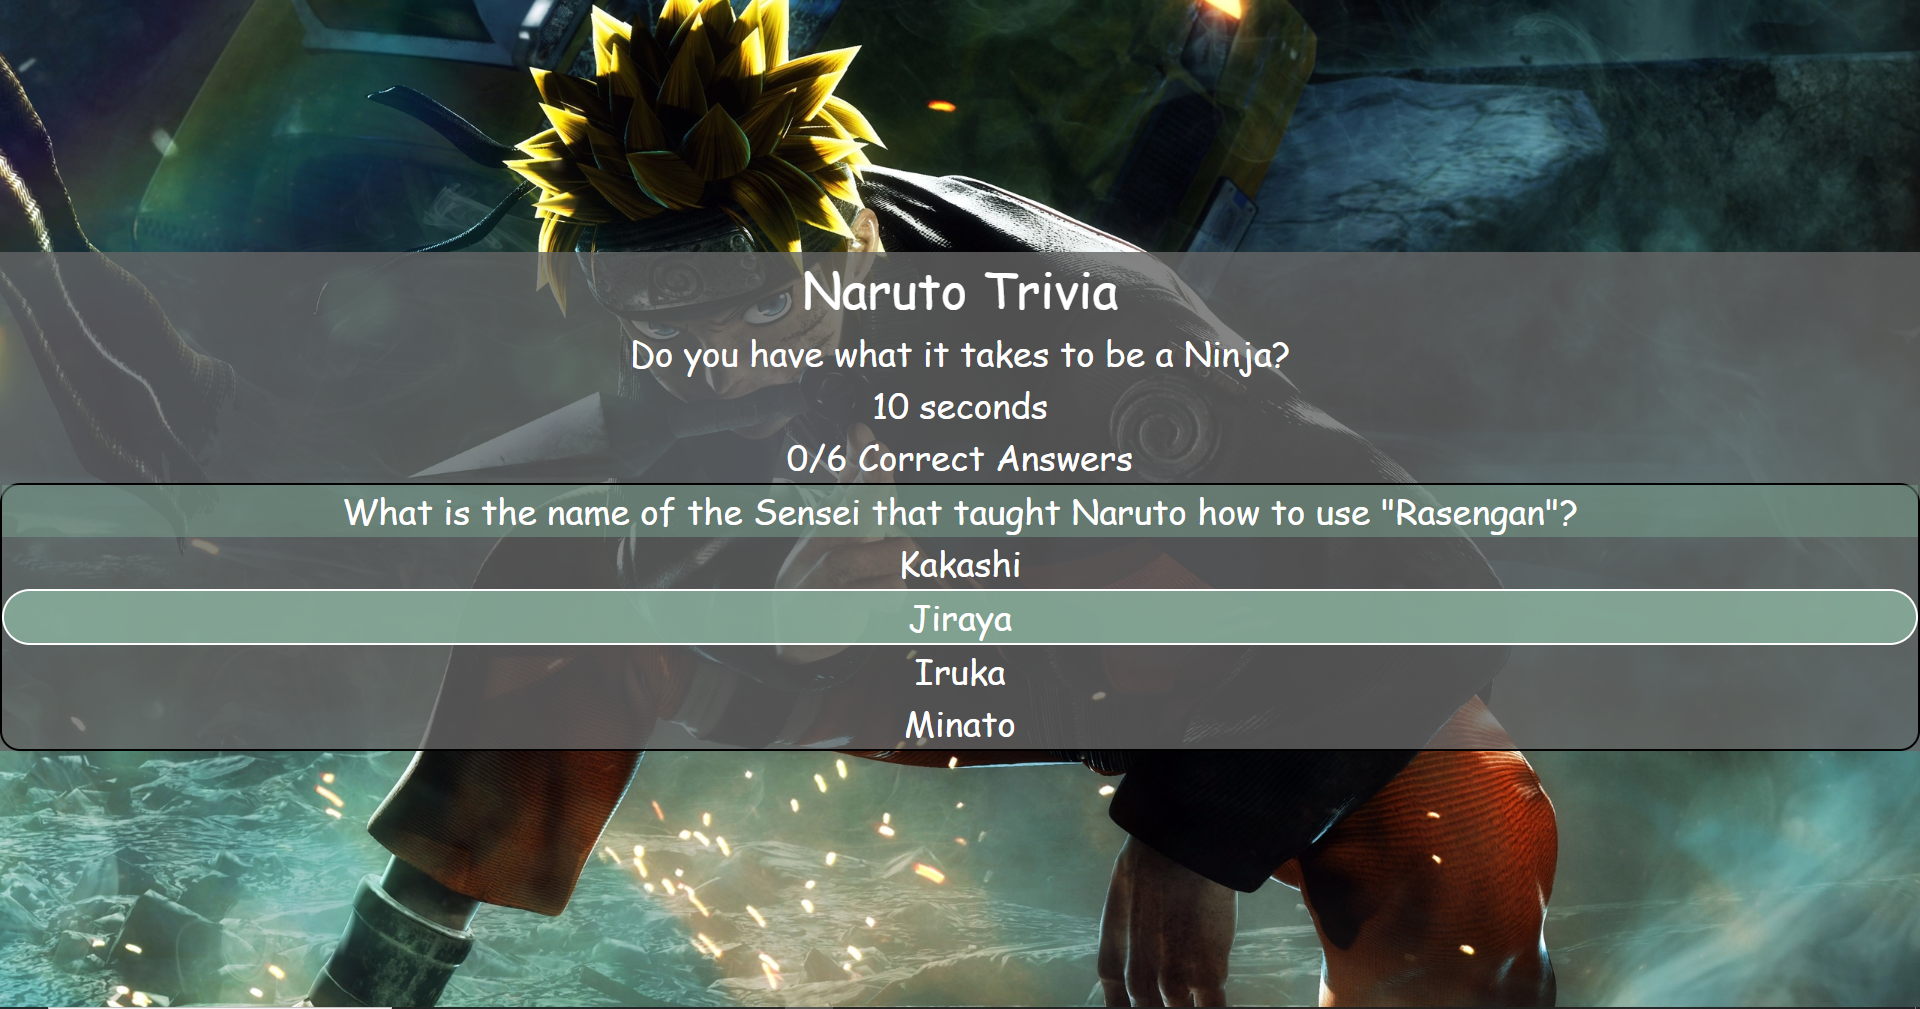 Naruto Trivia
Do you have what it takes to be a Ninja?
10 seconds
0/6 Correct Answers
What is the name of the Sensei that taught Naruto how to use "Rasengan"?
Kakashi
Jiraya
Iruka
Minato